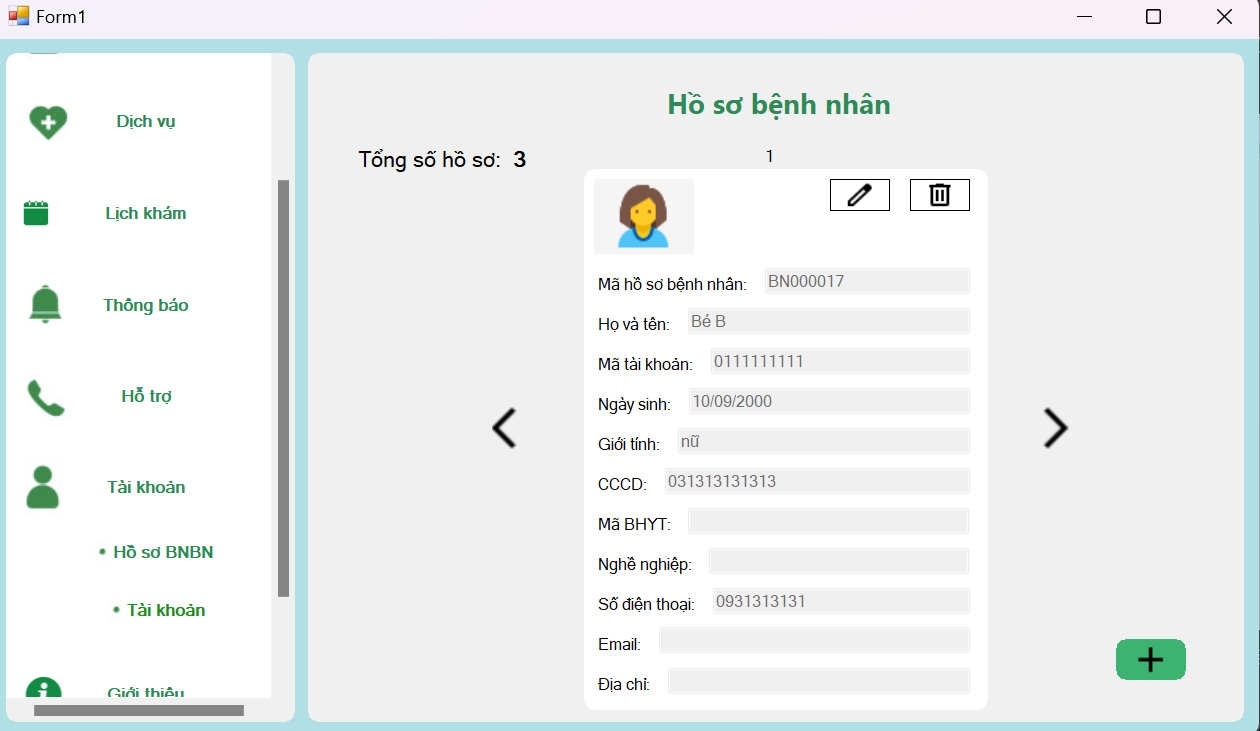 Form1
Dịch vụ
Lịch khám
Thông báo
Hỗ trợ
Tài khoản
Hồ sơ BNBN
Tài khoản
Giới thiệu
Hồ sơ bệnh nhân
Tổng số hồ sơ: 3
1
Mã hồ sơ bệnh nhân: BN000017
Họ và tên: Bé B
Mã tài khoản: 0111111111
Ngày sinh: 10/09/2000
Giới tính: nữ
CCCD: 031313131313
Mã BHYT:
Nghề nghiệp:
Số điện thoại: 0931313131
Email:
Địa chỉ: